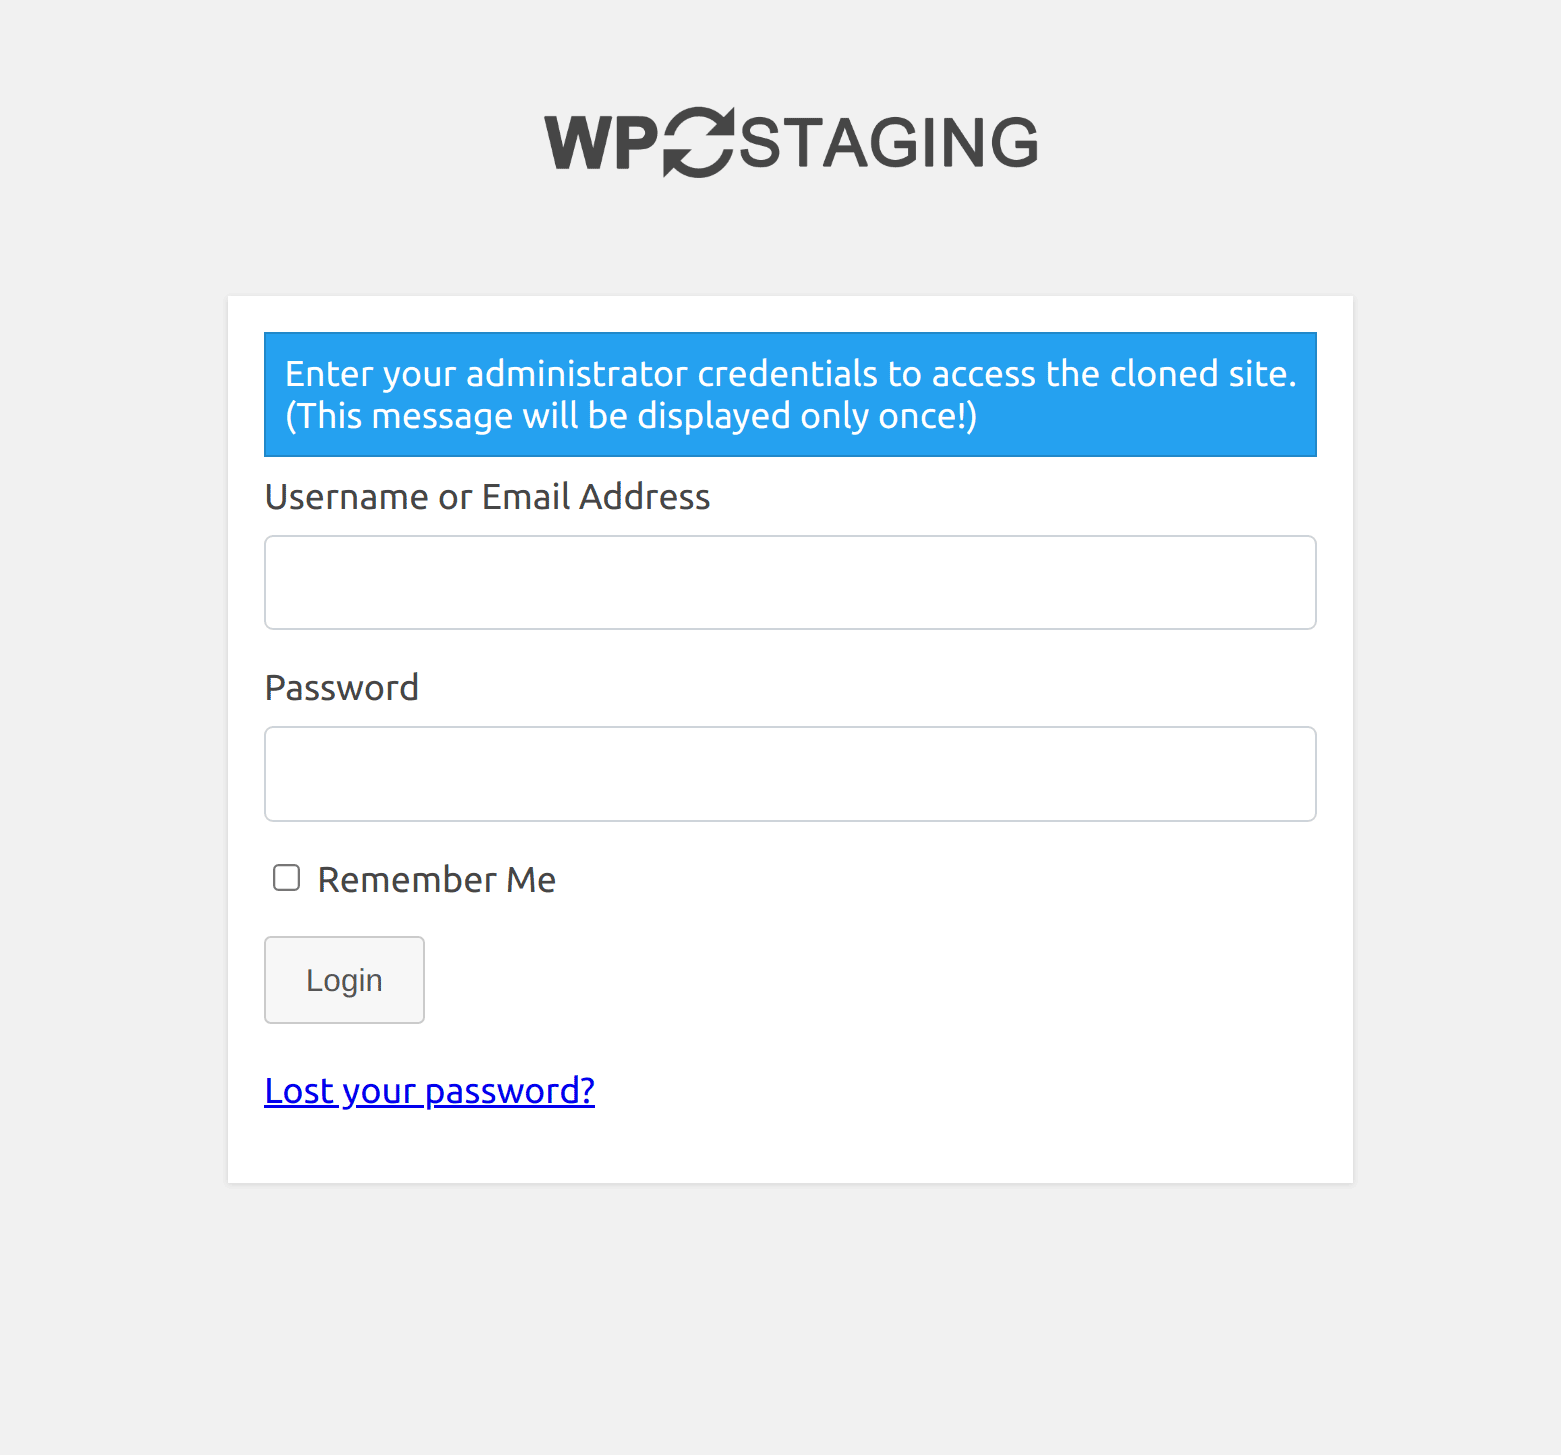 WP STAGING
Enter your administrator credentials to access the cloned site.
(This message will be displayed only once!)
Username or Email Address
Password
Remember Me
Login
Lost your password?